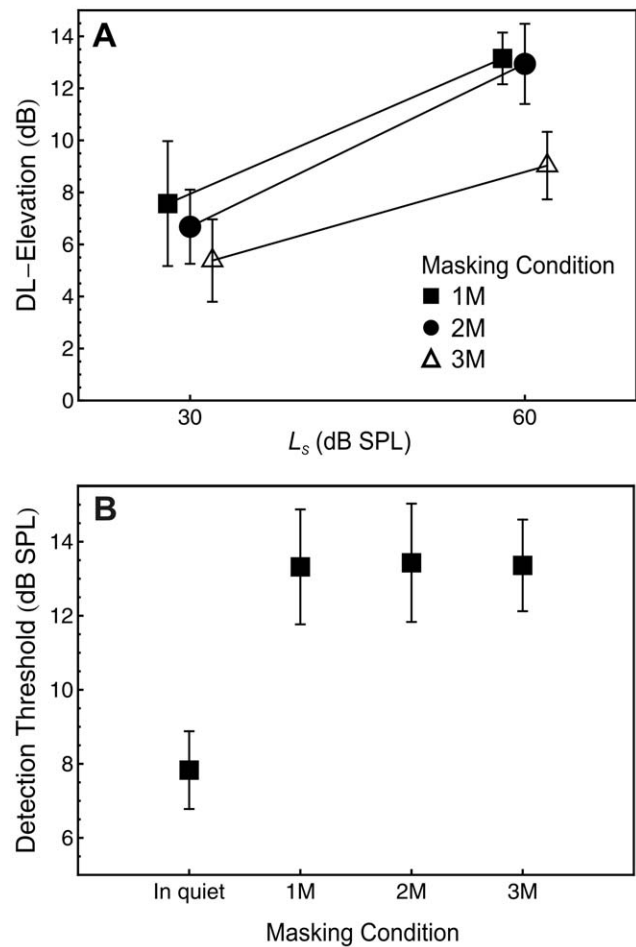 A
14
12
10
8
6
4
2
0
DL–Elevation (dB)
Masking Condition
1M
2M
3M
30
60
Ls (dB SPL)
B
14
12
10
8
6
Detection Threshold (dB SPL)
In quiet
1M
2M
3M
Masking Condition